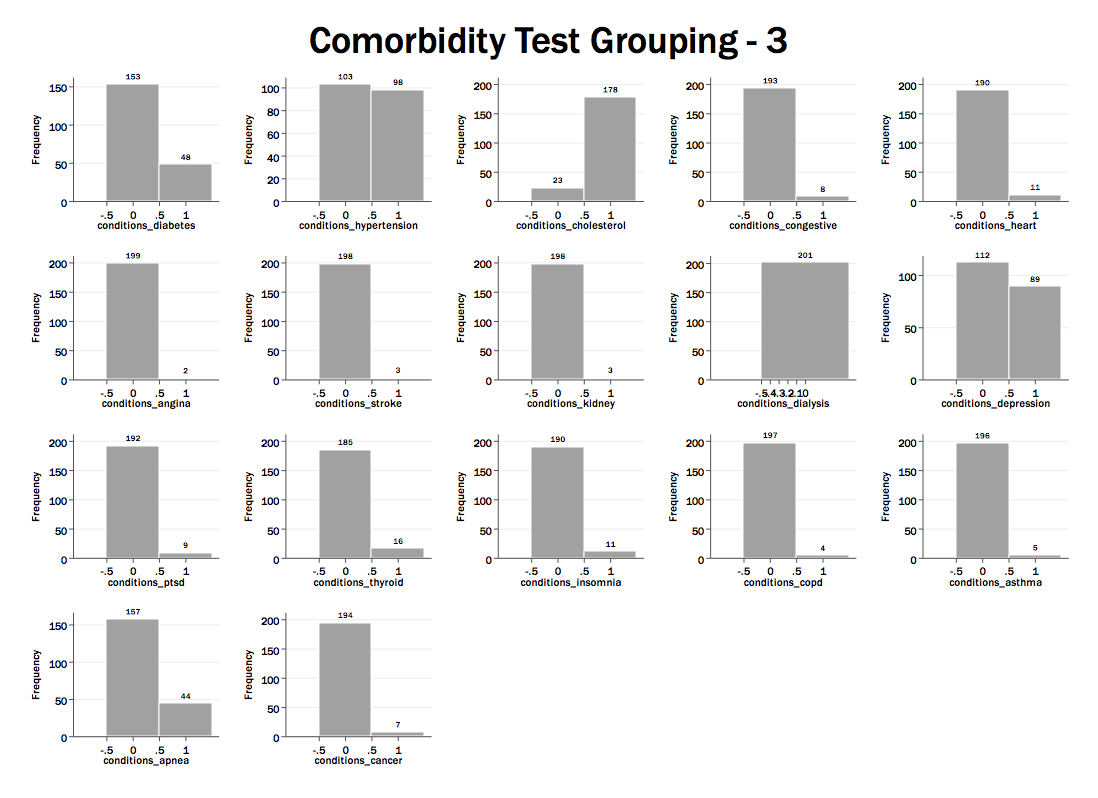 Comorbidity Test Grouping - 3
Frequency
150
100
50
0
153
48
-.5 0 .5 1
conditions_diabetes
Frequency
100
80
60
40
20
0
103
98
-.5 0 .5 1
conditions_hypertension
Frequency
200
150
100
50
0
23
178
-.5 0 .5 1
conditions_cholesterol
Frequency
200
150
100
50
0
193
8
-.5 0 .5 1
conditions_congestive
Frequency
200
150
100
50
0
190
11
-.5 0 .5 1
conditions_heart
Frequency
200
150
100
50
0
199
2
-.5 0 .5 1
conditions_angina
Frequency
200
150
100
50
0
198
3
-.5 0 .5 1
conditions_stroke
Frequency
200
150
100
50
0
198
3
-.5 0 .5 1
conditions_kidney
Frequency
200
150
100
50
0
201
-.5.4.3.2.10
conditions_dialysis
Frequency
100
50
0
112
89
-.5 0 .5 1
conditions_depression
Frequency
200
150
100
50
0
192
9
-.5 0 .5 1
conditions_ptsd
Frequency
200
150
100
50
0
185
16
-.5 0 .5 1
conditions_thyroid
Frequency
200
150
100
50
0
190
11
-.5 0 .5 1
conditions_insomnia
Frequency
200
150
100
50
0
197
4
-.5 0 .5 1
conditions_copd
Frequency
200
150
100
50
0
196
5
-.5 0 .5 1
conditions_asthma
Frequency
150
100
50
0
157
44
-.5 0 .5 1
conditions_apnea
Frequency
200
150
100
50
0
194
7
-.5 0 .5 1
conditions_cancer